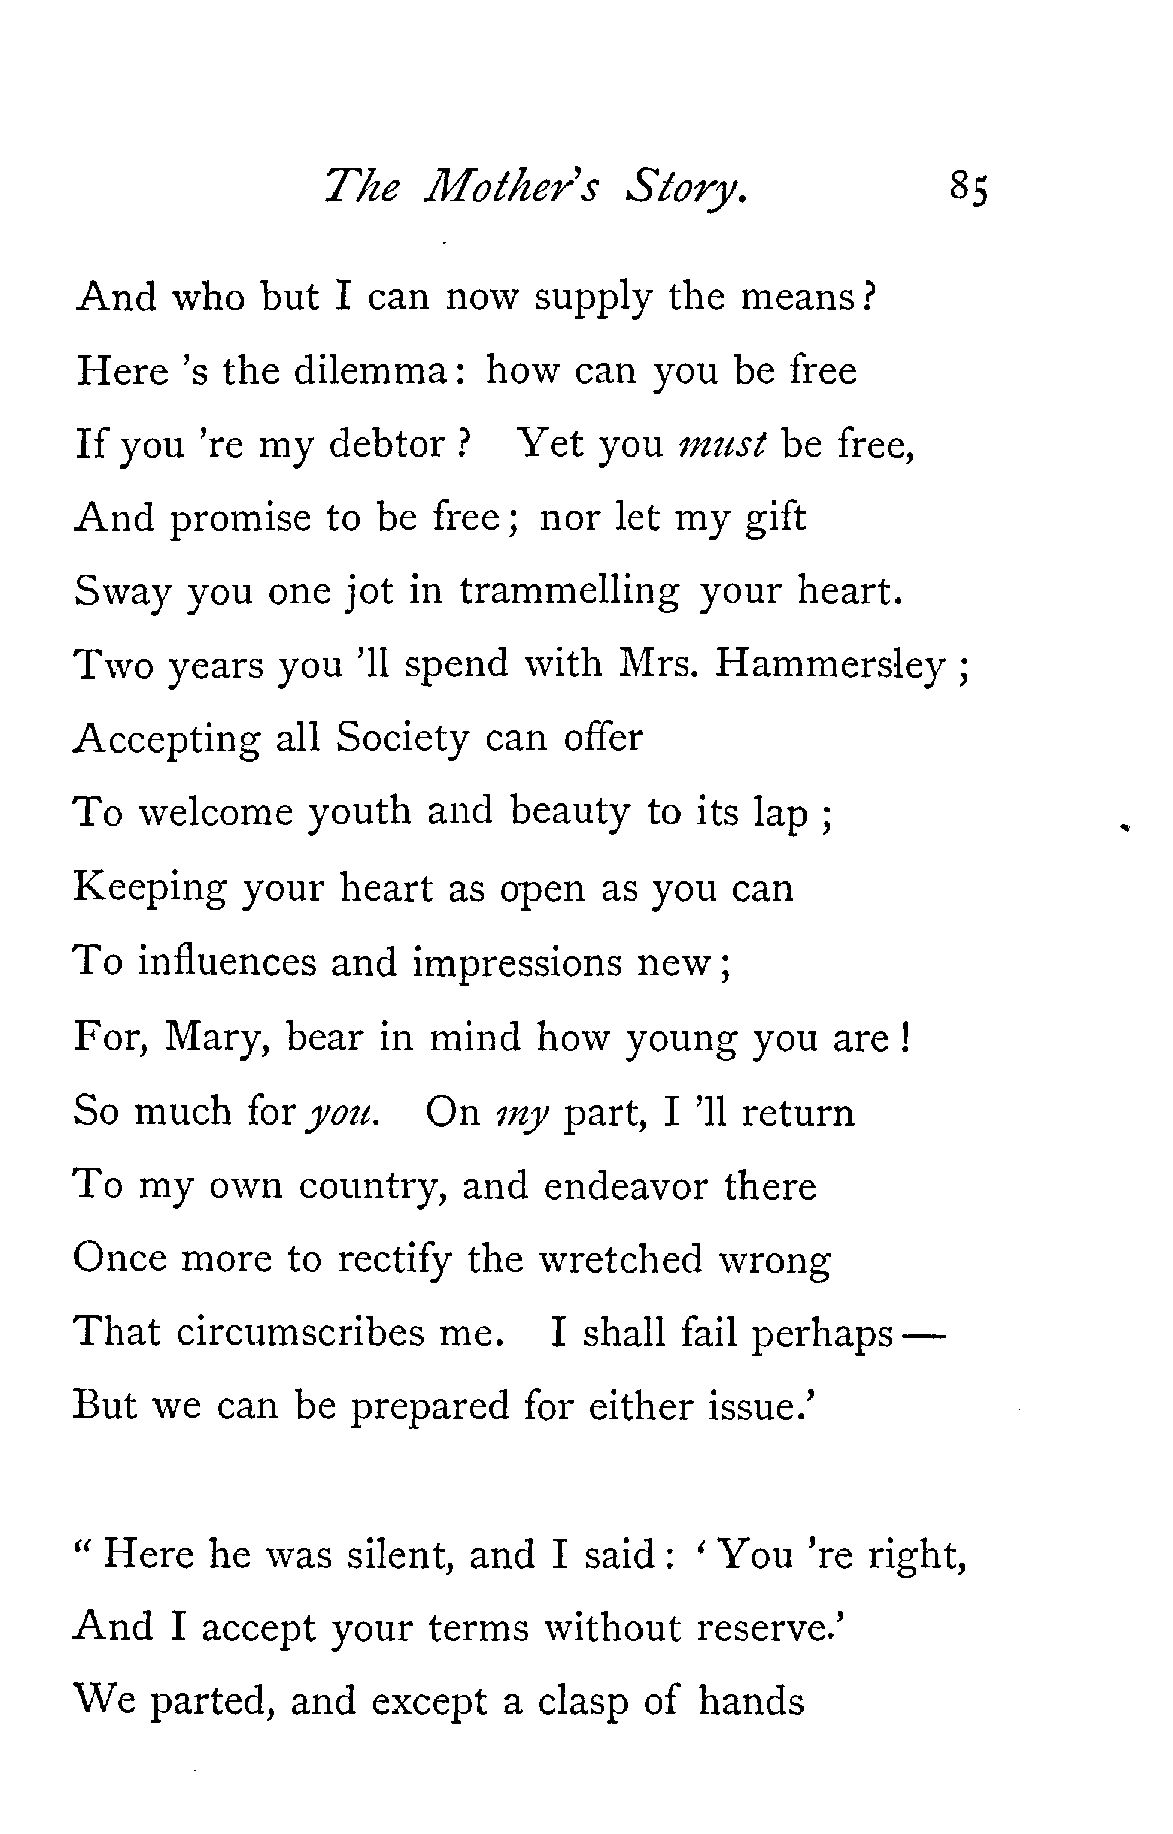 The Mother's Story. 85
And who but I can now supply the means?
Here 's the dilemma: how can you be free
If you 're my debtor? Yet you must be free,
And promise to be free; nor let my gift
Sway you one jot in trammelling your heart.
Two years you 'll spend with Mrs. Hammersley;
Accepting all Society can offer
To welcome youth and beauty to its lap;
Keeping your heart as open as you can
To influences and impressions new;
For, Mary, bear in mind how young you are!
So much for you. On my part, I 'll return
To my own country, and endeavor there
Once more to rectify the wretched wrong
That circumscribes me. I shall fail perhaps—
But we can be prepared for either issue.'
" Here he was silent, and I said: ' You 're right,
And I accept your terms without reserve.'
We parted, and except a clasp of hands